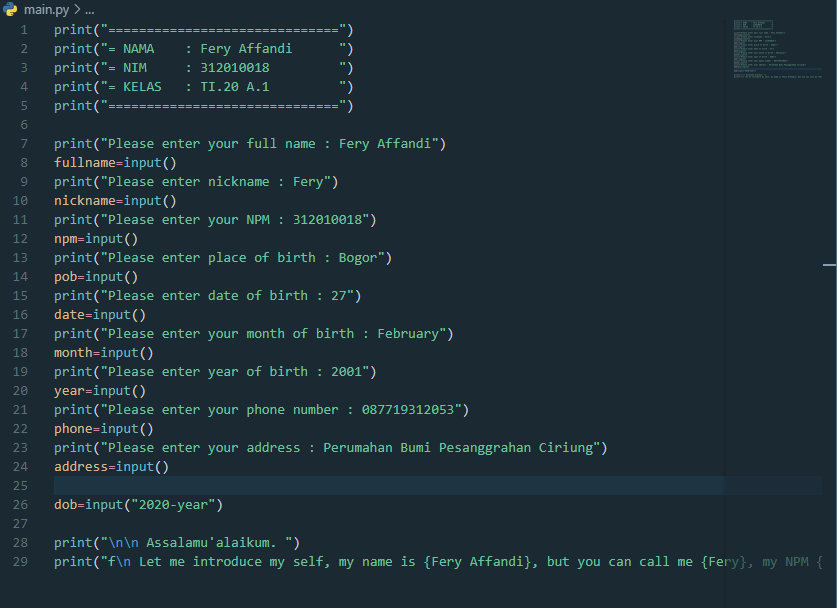 main.py > ...
1 print("==============================")
2 print("= NAMA    : Fery Affandi      ")
3 print("= NIM     : 312010018         ")
4 print("= KELAS   : TI.20 A.1         ")
5 print("==============================")
6
7 print("Please enter your full name : Fery Affandi")
8 fullname=input()
9 print("Please enter nickname : Fery")
10 nickname=input()
11 print("Please enter your NPM : 312010018")
12 npm=input()
13 print("Please enter place of birth : Bogor")
14 pob=input()
15 print("Please enter date of birth : 27")
16 date=input()
17 print("Please enter your month of birth : February")
18 month=input()
19 print("Please enter year of birth : 2001")
20 year=input()
21 print("Please enter your phone number : 087719312053")
22 phone=input()
23 print("Please enter your address : Perumahan Bumi Pesanggrahan Ciriung")
24 address=input()
25
26 dob=input("2020-year")
27
28 print("\n\n Assalamu'alaikum. ")
29 print("f\n Let me introduce my self, my name is {Fery Affandi}, but you can call me {Fery}, my NPM {